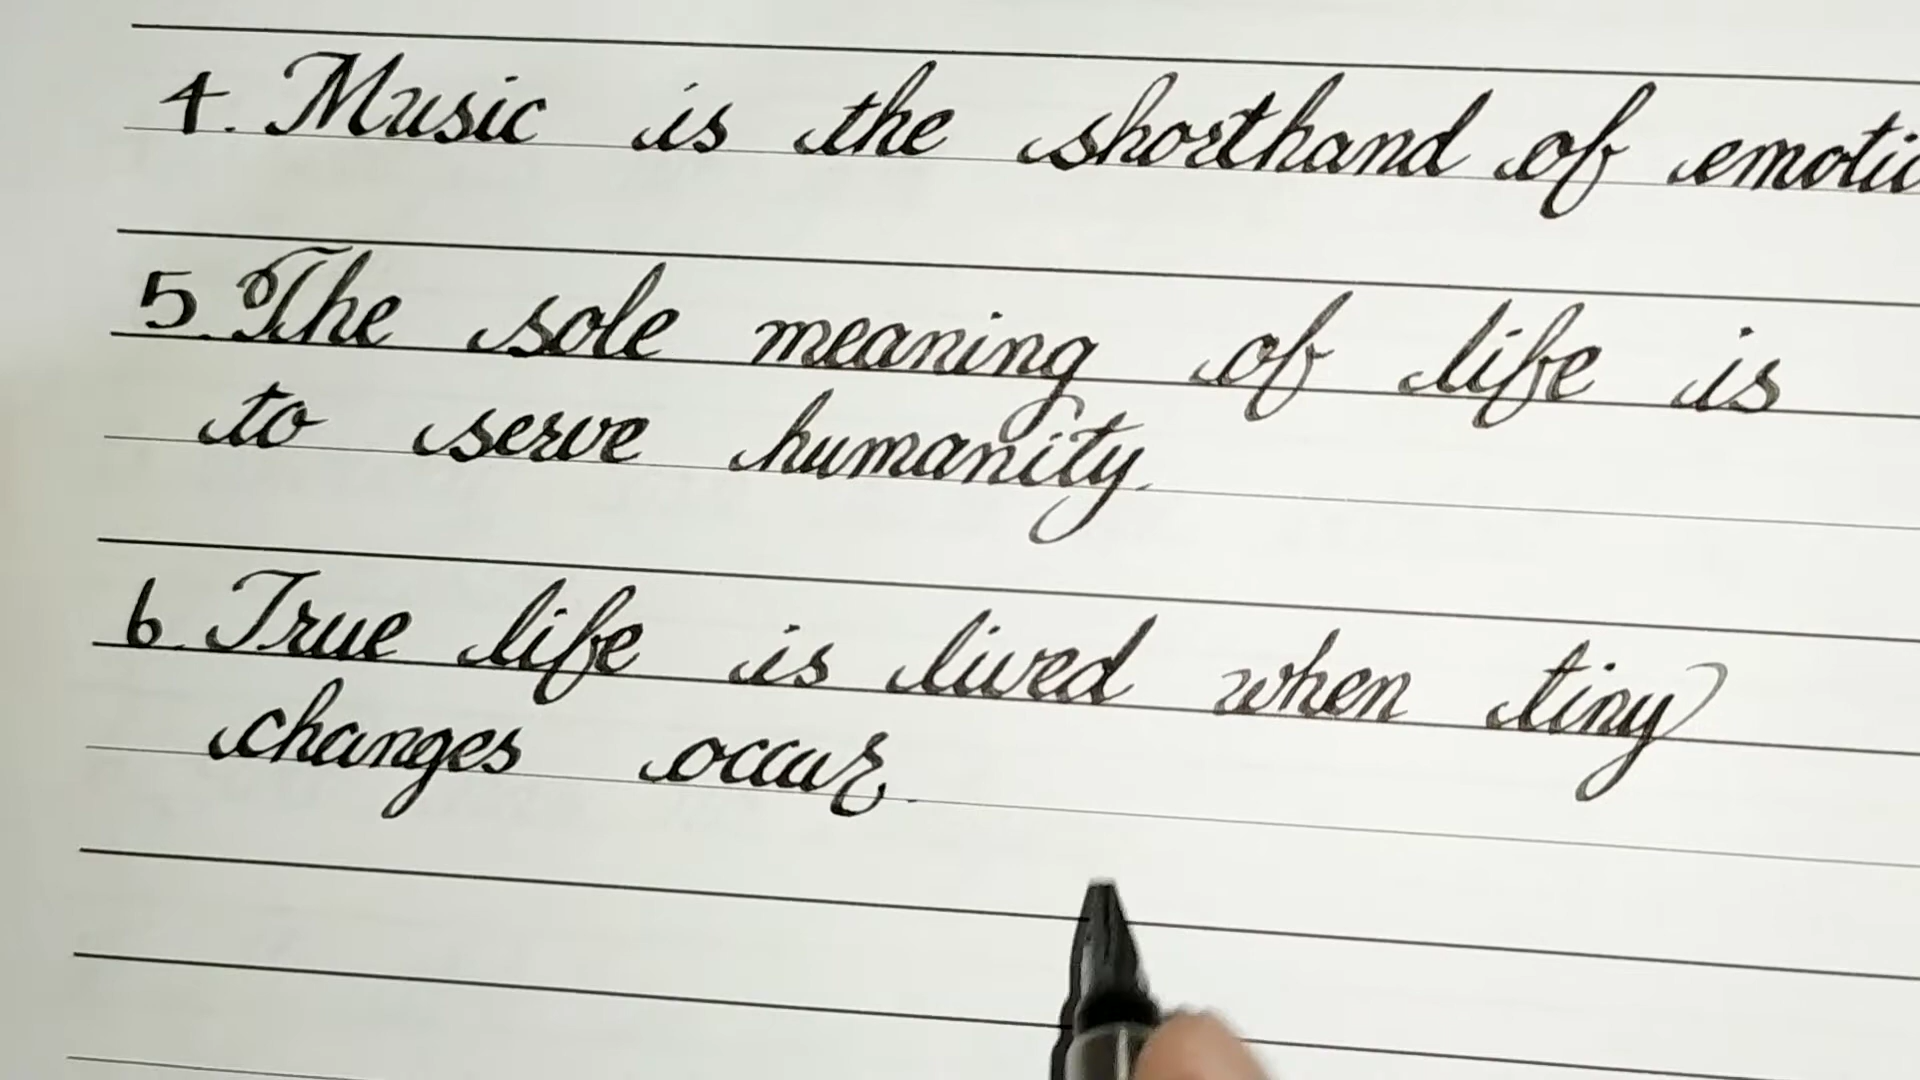 4. Music is the shorthand of emotio
5. The sole meaning of life is
to serve humanity.
6. True life is lived when tiny
changes occur.